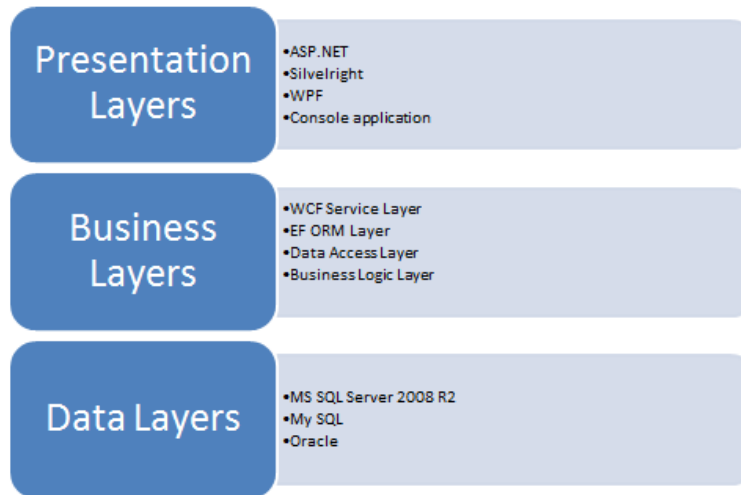 Presentation
Layers
•ASP.NET
•Silvelright
•WPF
•Console application
Business
Layers
•WCF Service Layer
•EF ORM Layer
•Data Access Layer
•Business Logic Layer
Data Layers
•MS SQL Server 2008 R2
•My SQL
•Oracle